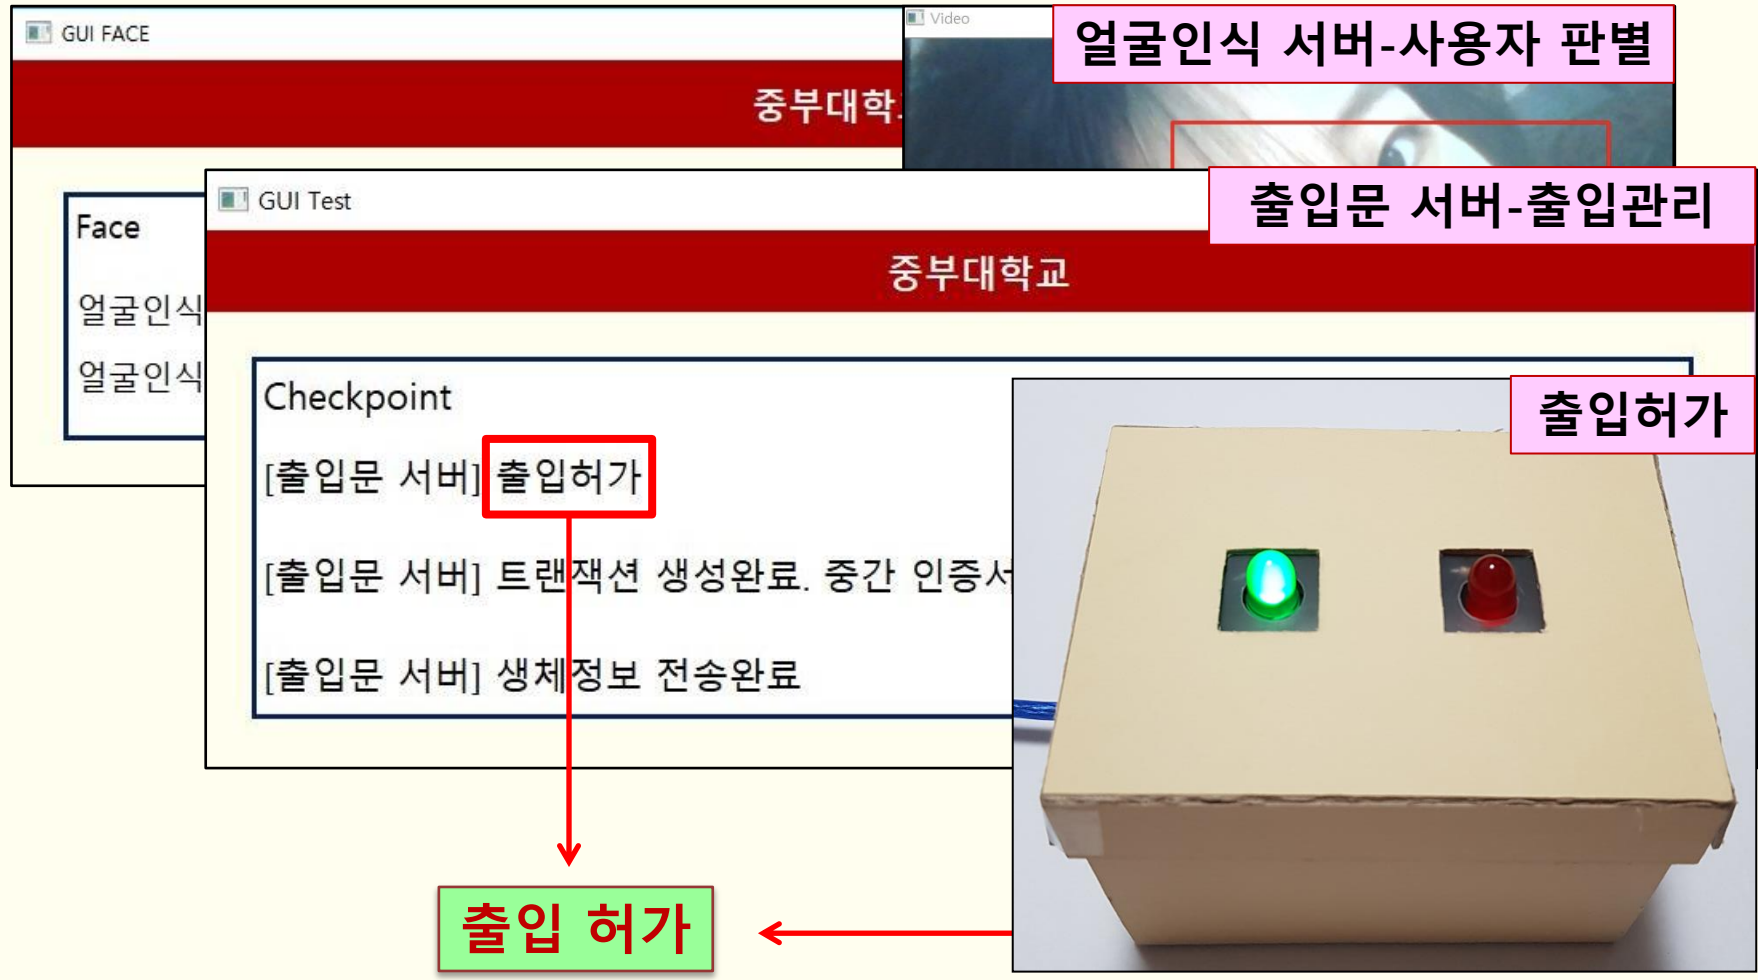 GUI FACE
Video
얼굴인식 서버-사용자 판별
중부대학
GUI Test
출입문 서버-출입관리
Face
중부대학교
얼굴인식
얼굴인식
Checkpoint
출입허가
[출입문 서버] 출입허가
[출입문 서버] 트랜잭션 생성완료. 중간 인증서
[출입문 서버] 생체정보 전송완료
출입 허가